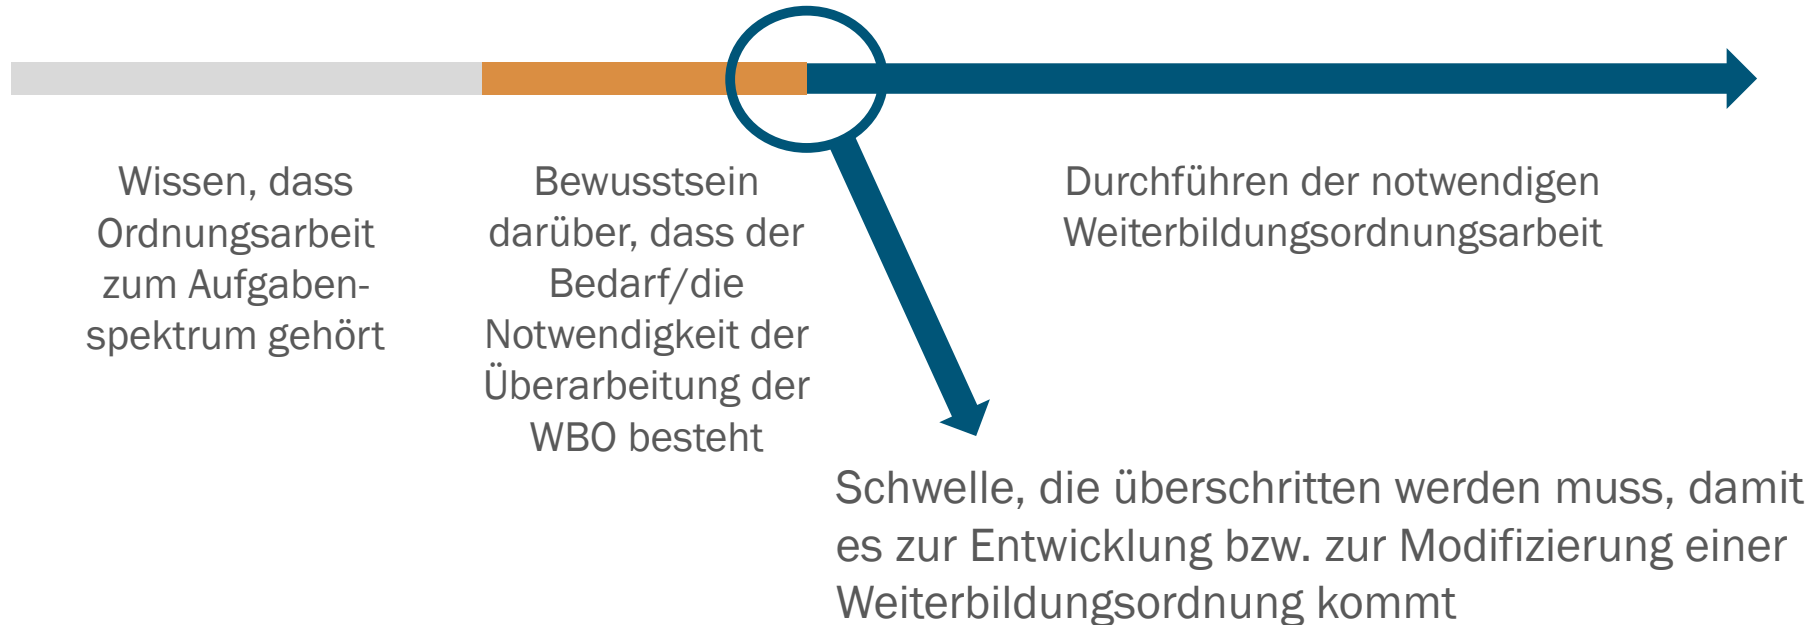 Wissen, dass
Ordnungsarbeit
zum Aufgaben-
spektrum gehört
Bewusstsein
darüber, dass der
Bedarf/die
Notwendigkeit der
Überarbeitung der
WBO besteht
Durchführen der notwendigen
Weiterbildungsordnungsarbeit
Schwelle, die überschritten werden muss, damit
es zur Entwicklung bzw. zur Modifizierung einer
Weiterbildungsordnung kommt